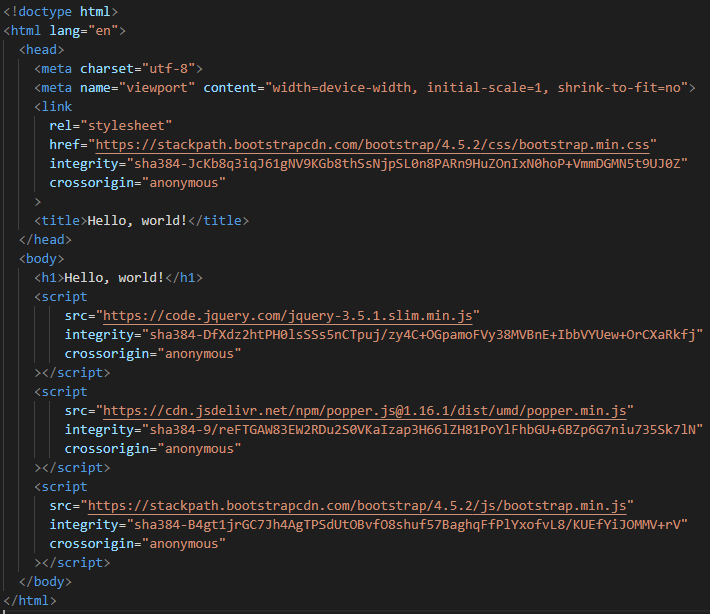 <!doctype html>
<html lang="en">
<head>
<meta charset="utf-8">
<meta name="viewport" content="width=device-width, initial-scale=1, shrink-to-fit=no">
<link
rel="stylesheet"
href="https://stackpath.bootstrapcdn.com/bootstrap/4.5.2/css/bootstrap.min.css"
integrity="sha384-JcKb8q3iqJ61gNV9KGb8thSsNjpSL0n8PARn9HuZOnIxN0hoP+VmmDGMN5t9UJ0Z"
crossorigin="anonymous"
>
<title>Hello, world!</title>
</head>
<body>
<h1>Hello, world!</h1>
<script
src="https://code.jquery.com/jquery-3.5.1.slim.min.js"
integrity="sha384-DfXdz2htPH0lsSSs5nCTpuj/zy4C+OGpamoFVy38MVBnE+IbbVYUew+OrCXaRkfj"
crossorigin="anonymous"
></script>
<script
src="https://cdn.jsdelivr.net/npm/popper.js@1.16.1/dist/umd/popper.min.js"
integrity="sha384-9/reFTGAW83EW2RDu2S0VKaIzap3H66lZH81PoYlFhbGU+6BZp6G7niu735Sk7lN"
crossorigin="anonymous"
></script>
<script
src="https://stackpath.bootstrapcdn.com/bootstrap/4.5.2/js/bootstrap.min.js"
integrity="sha384-B4gt1jrGC7Jh4AgTPSdUtOBvfO8shuf57BaghqFfPlYxofvL8/KUEfYiJOMMV+rV"
crossorigin="anonymous"
></script>
</body>
</html>